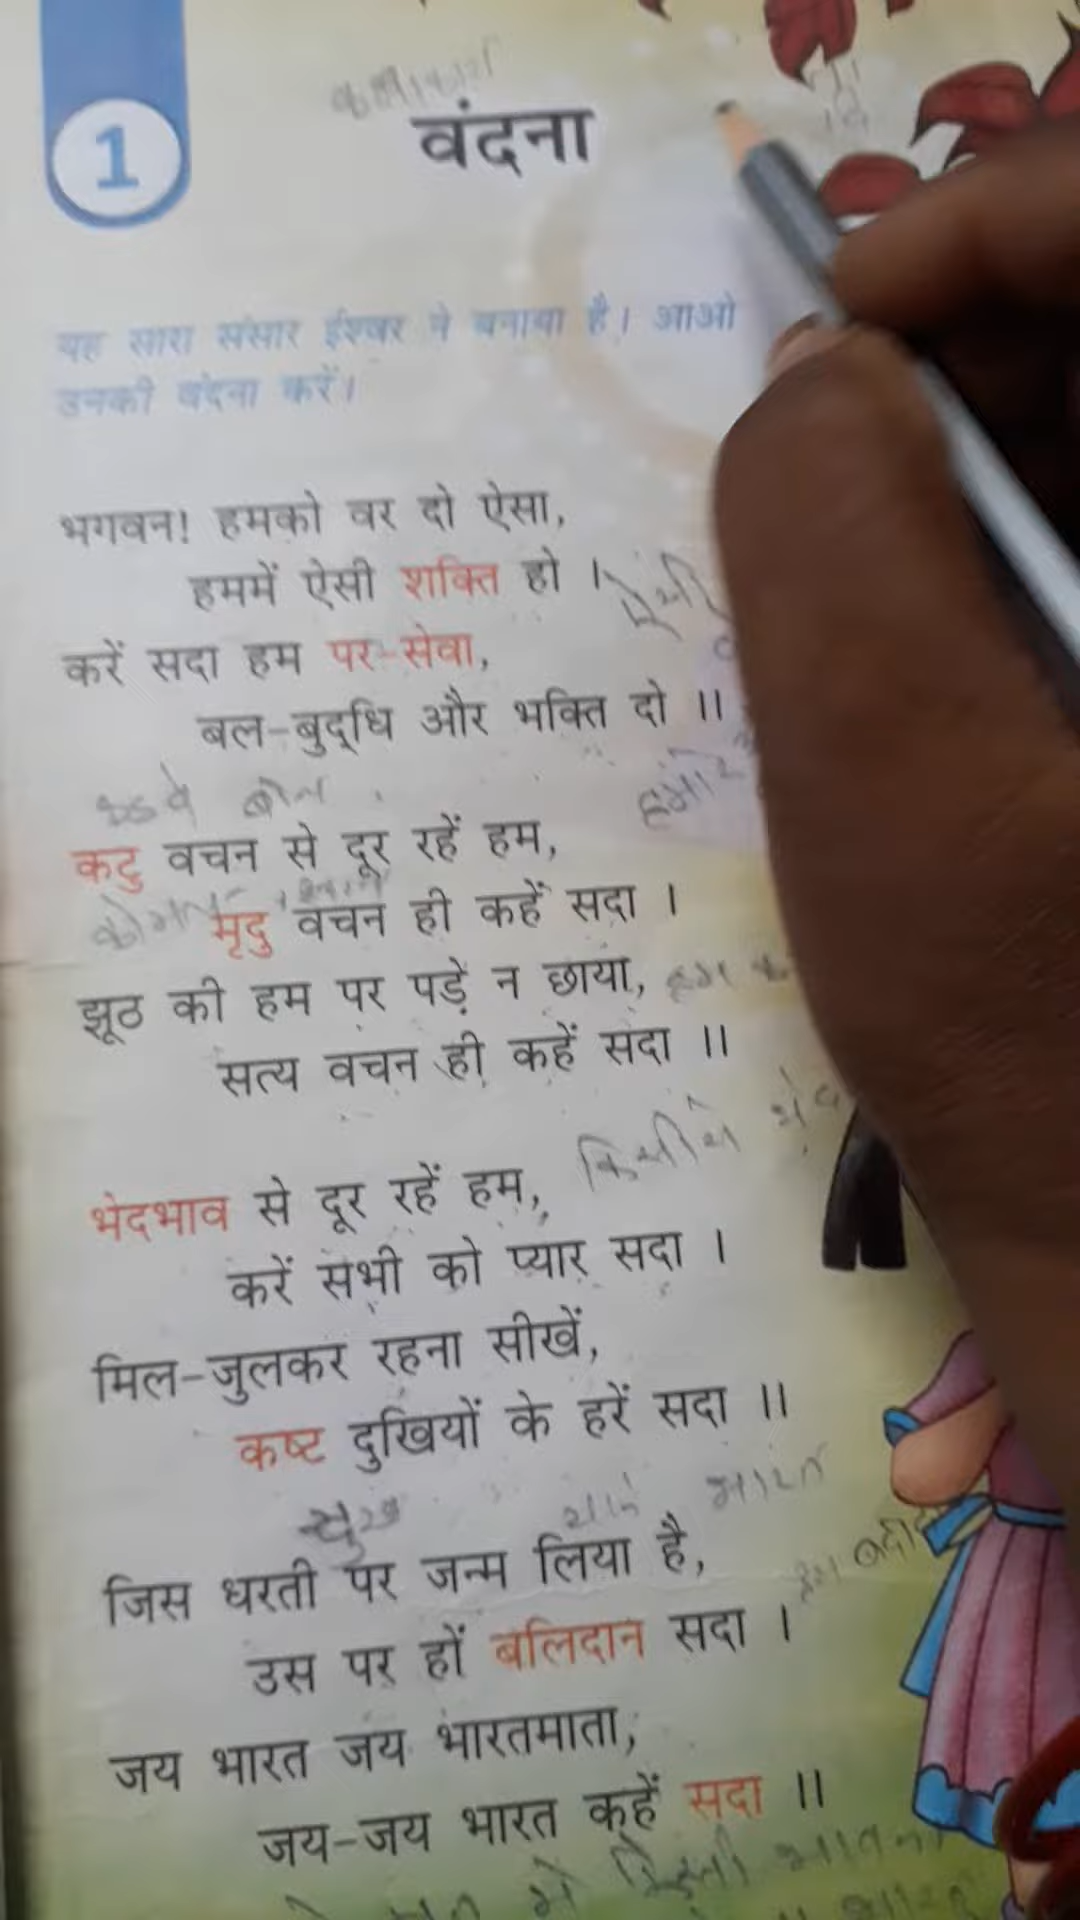 1
वंदना
यह सारा संसार ईश्वर ने बनाया है। आओ
उनकी वंदना करें।
भगवन! हमको वर दो ऐसा,
हममें ऐसी शक्ति हो ।
करें सदा हम पर-सेवा,
बल-बुद्धि और भक्ति दो ॥
कटु वचन से दूर रहें हम,
मृदु वचन ही कहें सदा ।
झूठ की हम पर पड़े न छाया,
सत्य वचन ही कहें सदा ॥
भेदभाव से दूर रहें हम,
करें सभी को प्यार सदा ।
मिल-जुलकर रहना सीखें,
कष्ट दुखियों के हरें सदा ॥
जिस धरती पर जन्म लिया है,
उस पर हों बलिदान सदा ।
जय भारत जय भारतमाता,
जय-जय भारत कहें सदा ॥